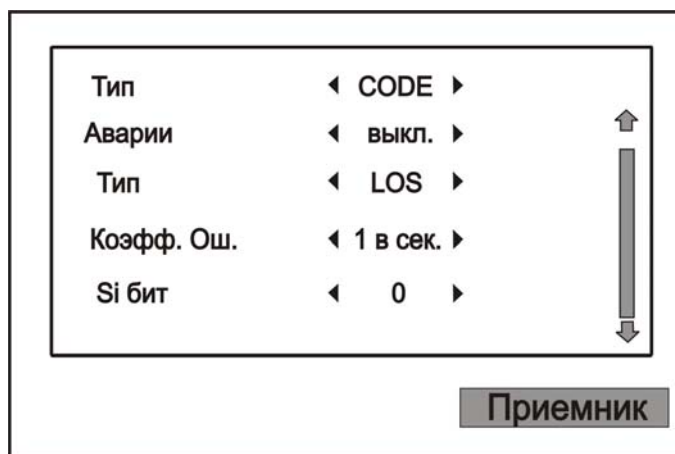 Тип ◀ CODE ▶
Аварии ◀ выкл. ▶
Тип ◀ LOS ▶
Коэфф. Ош. ◀ 1 в сек. ▶
Si бит ◀ 0 ▶
Приемник